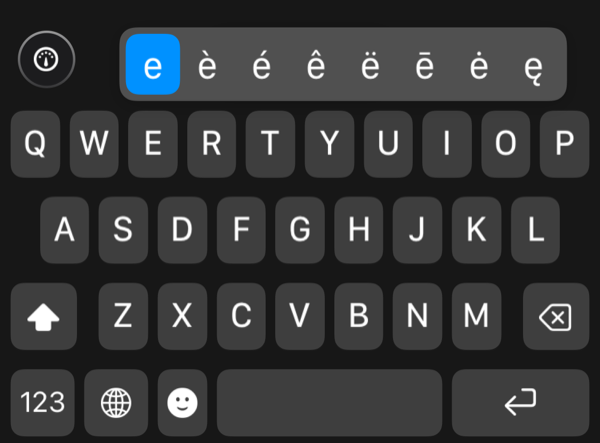 e è é ê ë ē ė ę
Q W E R T Y U I O P
A S D F G H J K L
Z X C V B N M
123